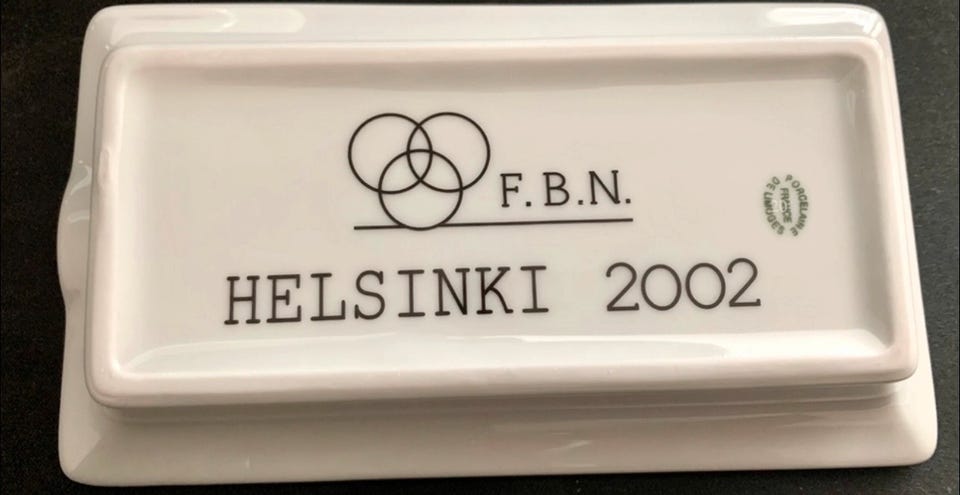 F.B.N.
HELSINKI 2002
PORCELAINE
DE LIMOGES
FRANCE